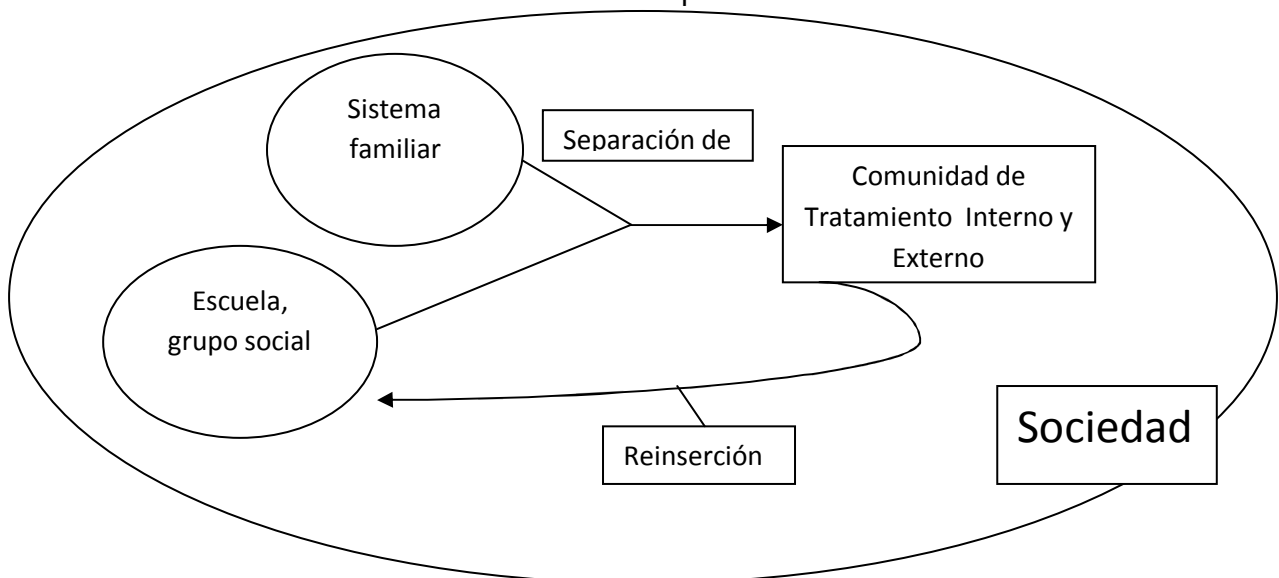 Sistema
familiar
Separación de
Comunidad de
Tratamiento Interno y
Externo
Escuela,
grupo social
Sociedad
Reinserción